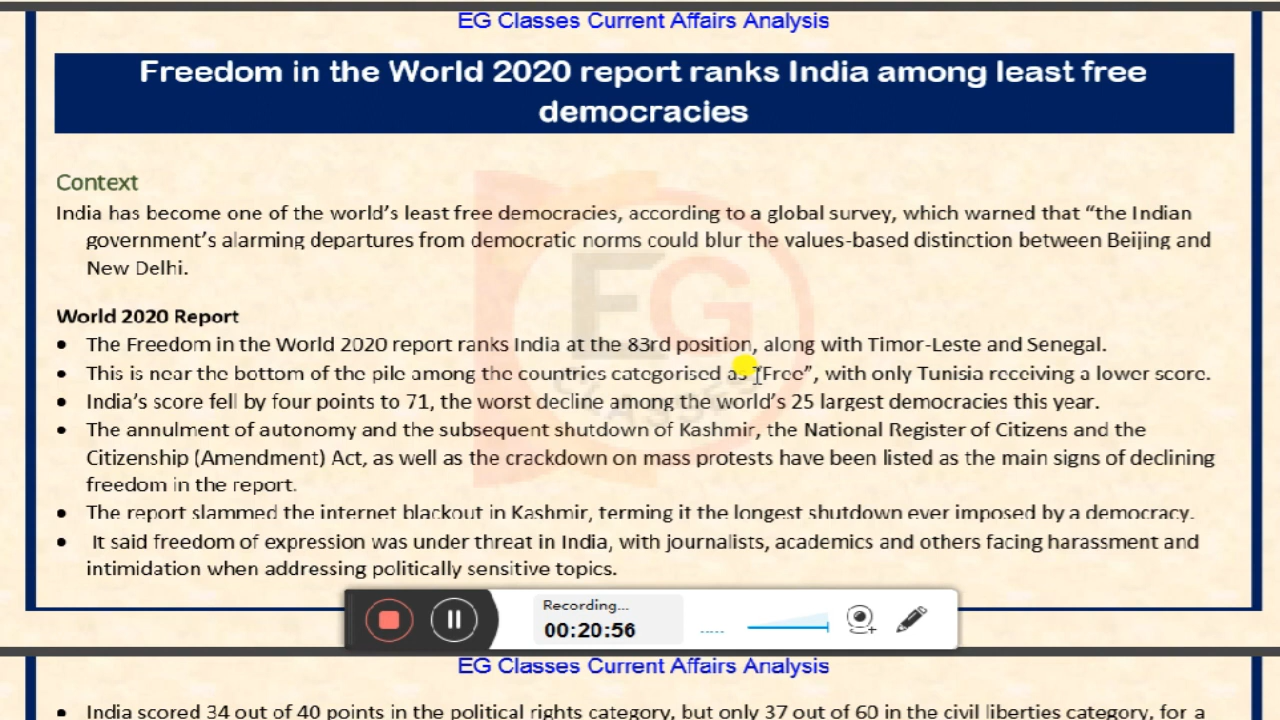 EG Classes Current Affairs Analysis
Freedom in the World 2020 report ranks India among least free
democracies
Context
India has become one of the world's least free democracies, according to a global survey, which warned that “the Indian
government's alarming departures from democratic norms could blur the values-based distinction between Beijing and
New Delhi.
World 2020 Report
• The Freedom in the World 2020 report ranks India at the 83rd position, along with Timor-Leste and Senegal.
• This is near the bottom of the pile among the countries categorised as “Free”, with only Tunisia receiving a lower score.
• India's score fell by four points to 71, the worst decline among the world's 25 largest democracies this year.
• The annulment of autonomy and the subsequent shutdown of Kashmir, the National Register of Citizens and the
Citizenship (Amendment) Act, as well as the crackdown on mass protests have been listed as the main signs of declining
freedom in the report.
• The report slammed the internet blackout in Kashmir, terming it the longest shutdown ever imposed by a democracy.
• It said freedom of expression was under threat in India, with journalists, academics and others facing harassment and
intimidation when addressing politically sensitive topics.
EG
CLASSES
Recording...
00:20:56
EG Classes Current Affairs Analysis
• India scored 34 out of 40 points in the political rights category, but only 37 out of 60 in the civil liberties category, for a